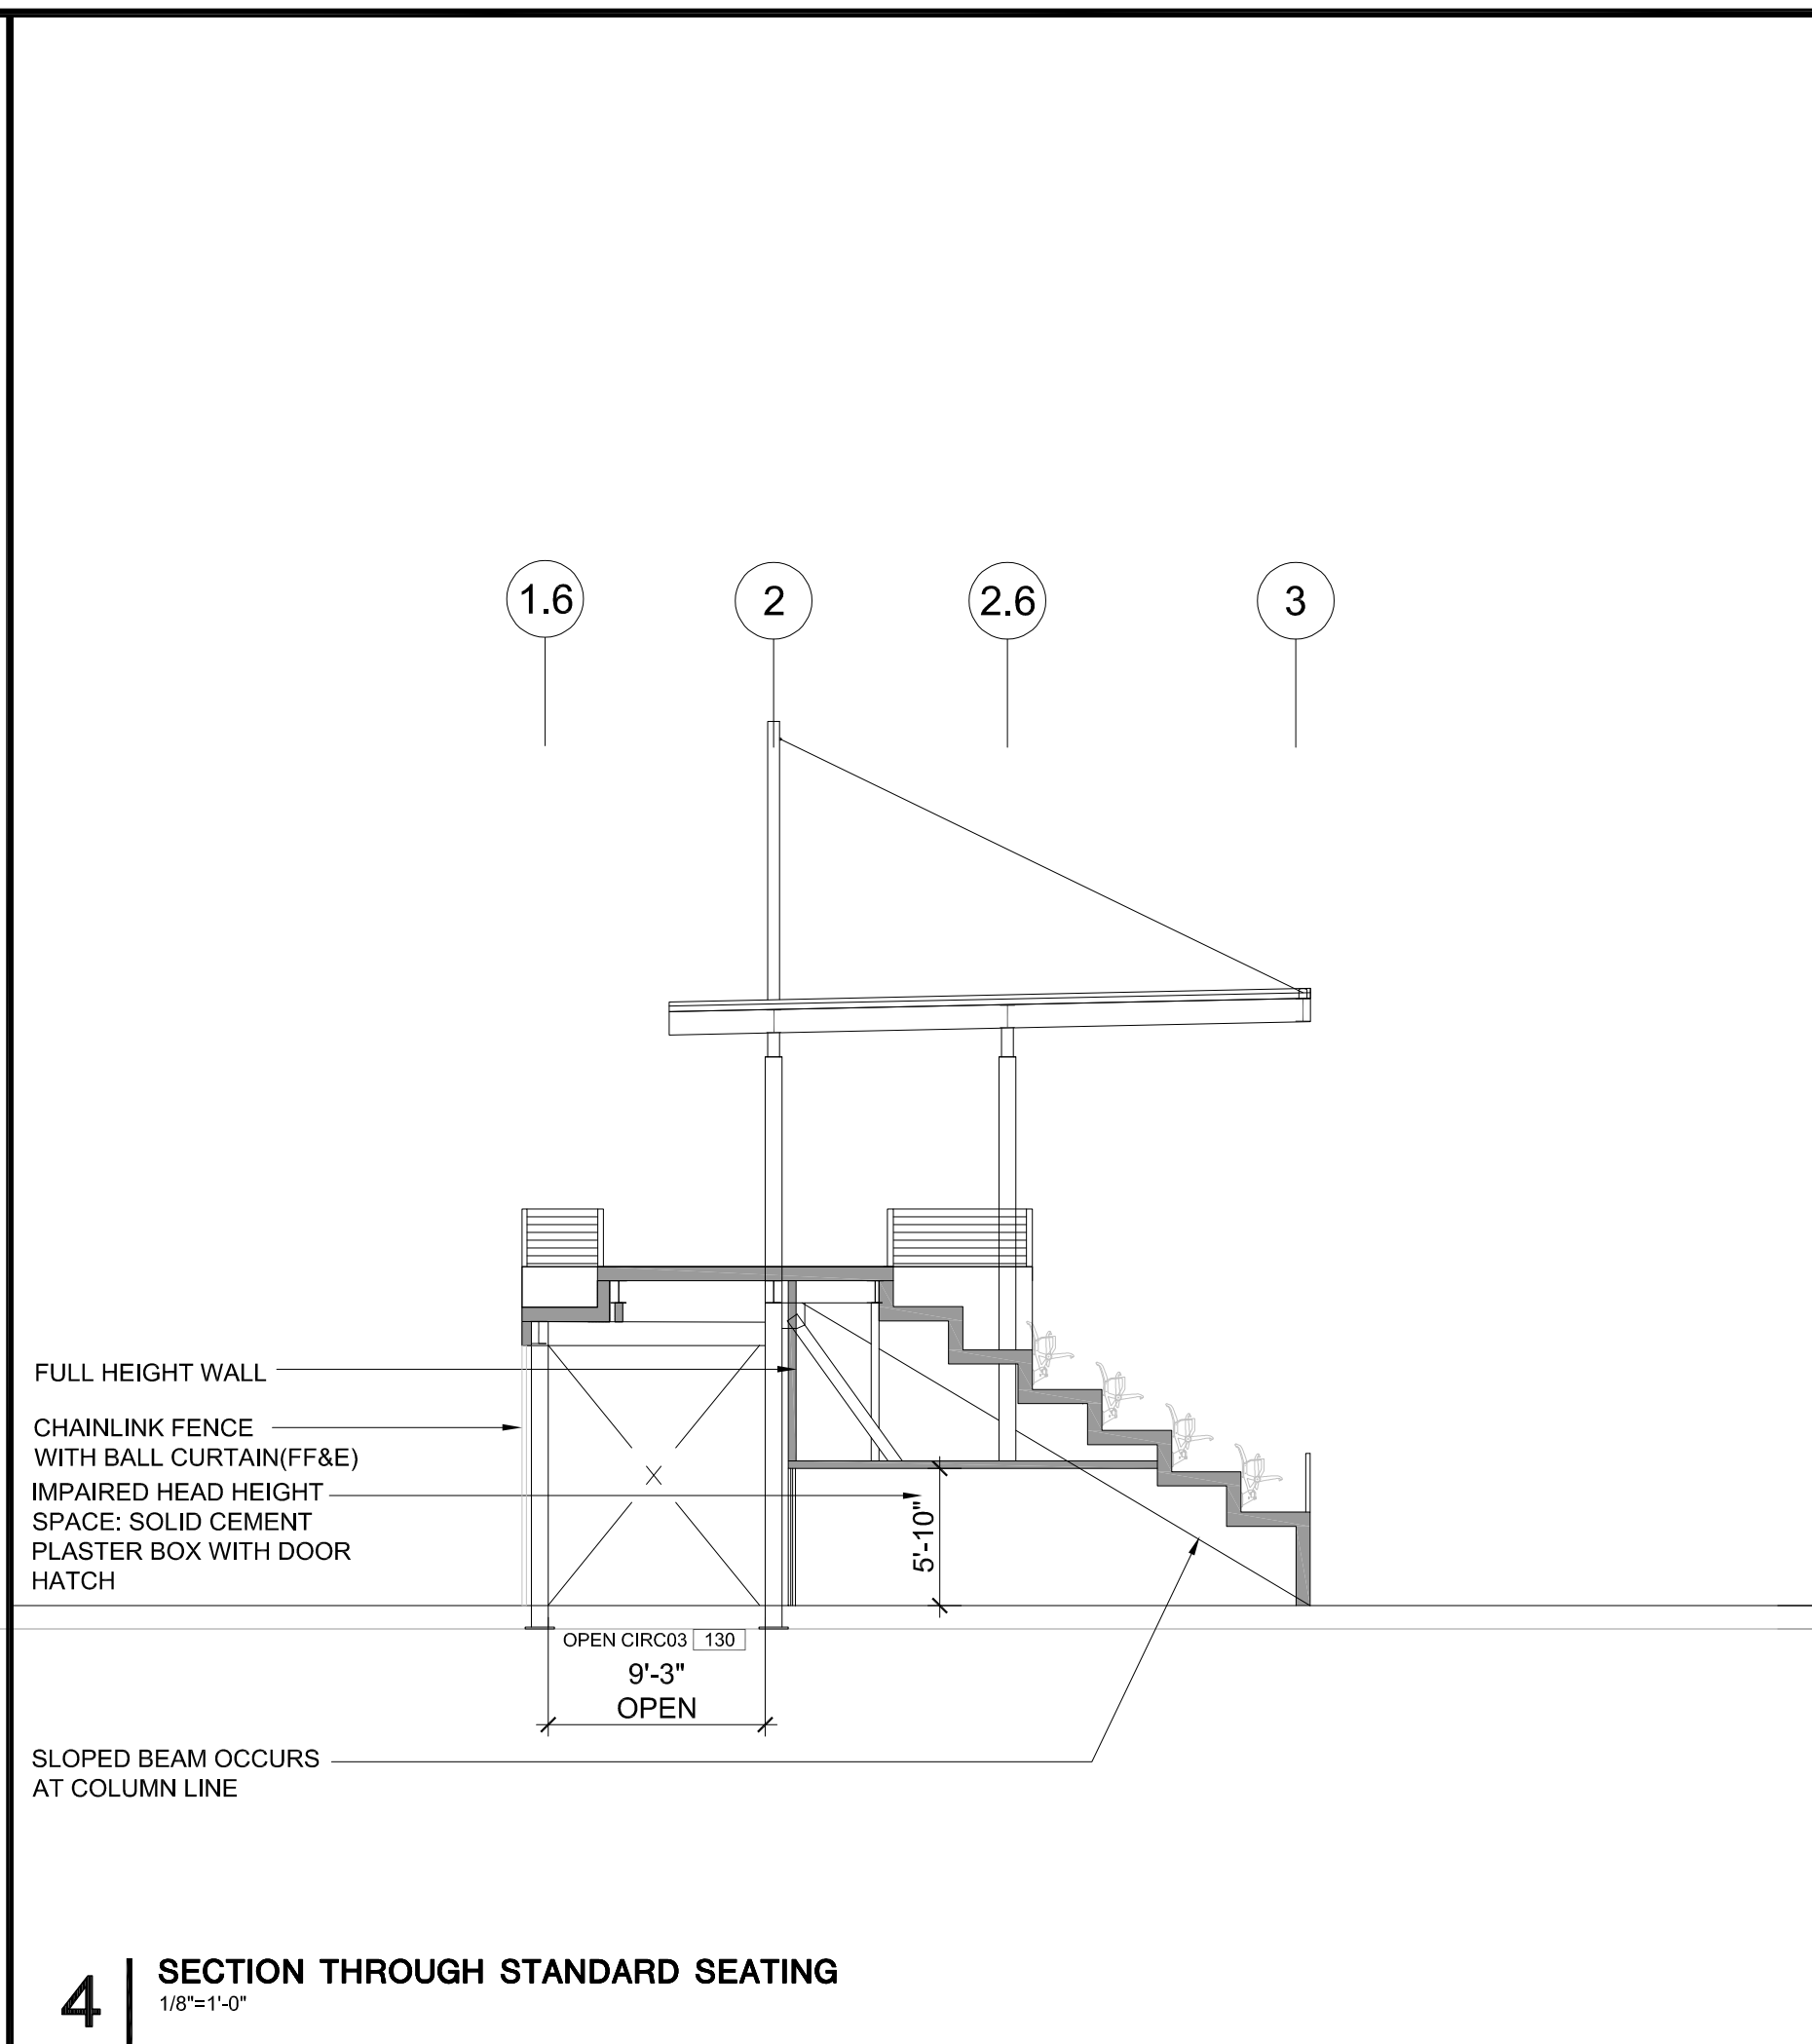 1.6
2
2.6
3
FULL HEIGHT WALL
CHAINLINK FENCE
WITH BALL CURTAIN(FF&E)
IMPAIRED HEAD HEIGHT
SPACE: SOLID CEMENT
PLASTER BOX WITH DOOR
HATCH
5'-10"
OPEN CIRC03 130
9'-3"
OPEN
SLOPED BEAM OCCURS
AT COLUMN LINE
4
SECTION THROUGH STANDARD SEATING
1/8"=1'-0"